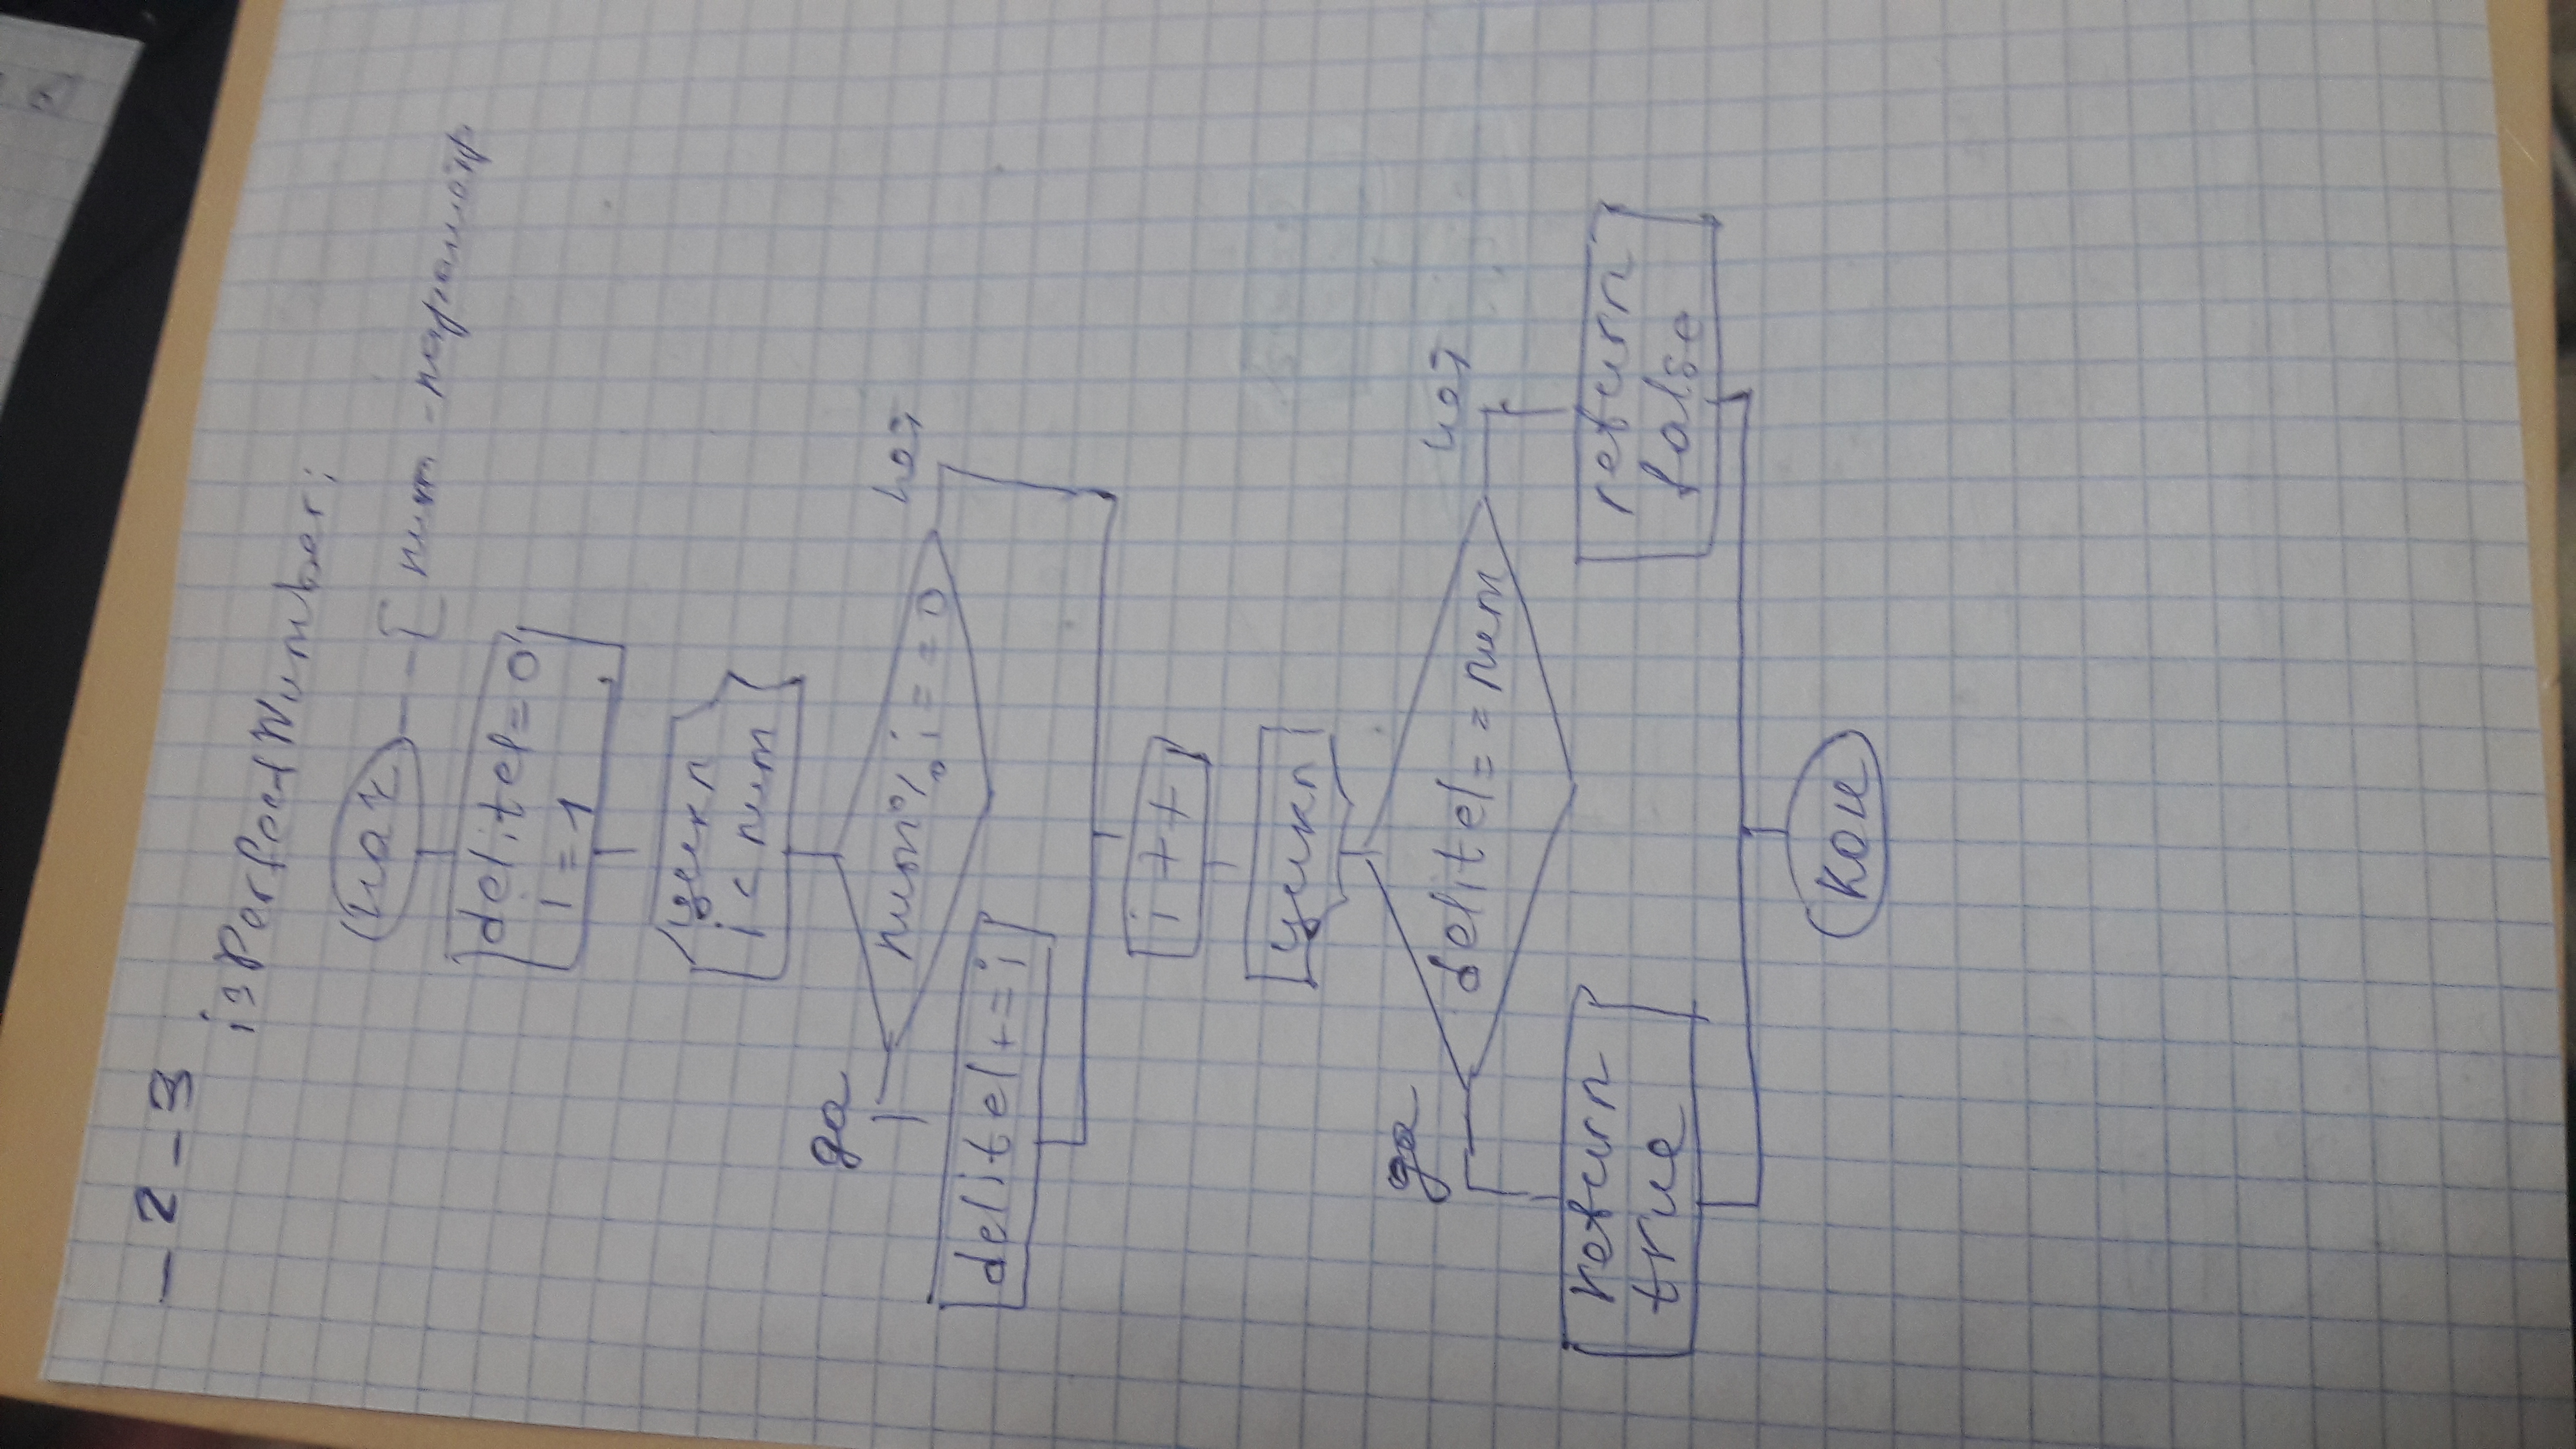 - 2 - 3
isPerfectNumber;
нач
num - параметр
delitel = 0
i = 1
цикл
i < num
да
num % i == 0
нет
delitel += i
i ++
цикл
да
delitel == num
нет
return
true
return
false
кон